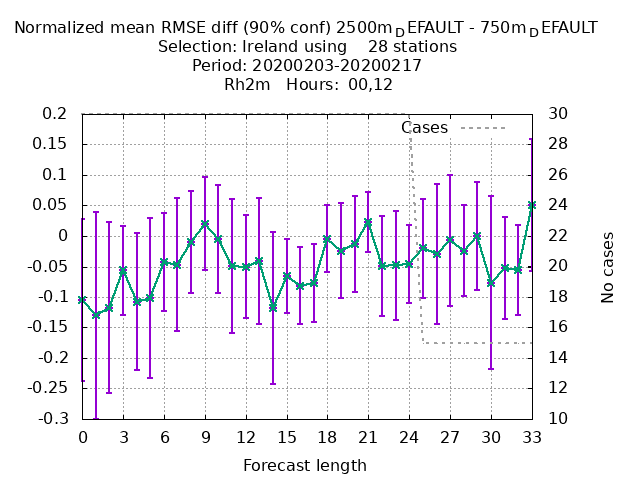 Normalized mean RMSE diff (90% conf) 2500m_DEFAULT - 750m_DEFAULT
Selection: Ireland using    28 stations
Period: 20200203-20200217
Rh2m   Hours:  00,12
Cases
0.2
0.15
0.1
0.05
0
-0.05
-0.1
-0.15
-0.2
-0.25
-0.3
30
28
26
24
22
20
18
16
14
12
10
No cases
0 3 6 9 12 15 18 21 24 27 30 33
Forecast length